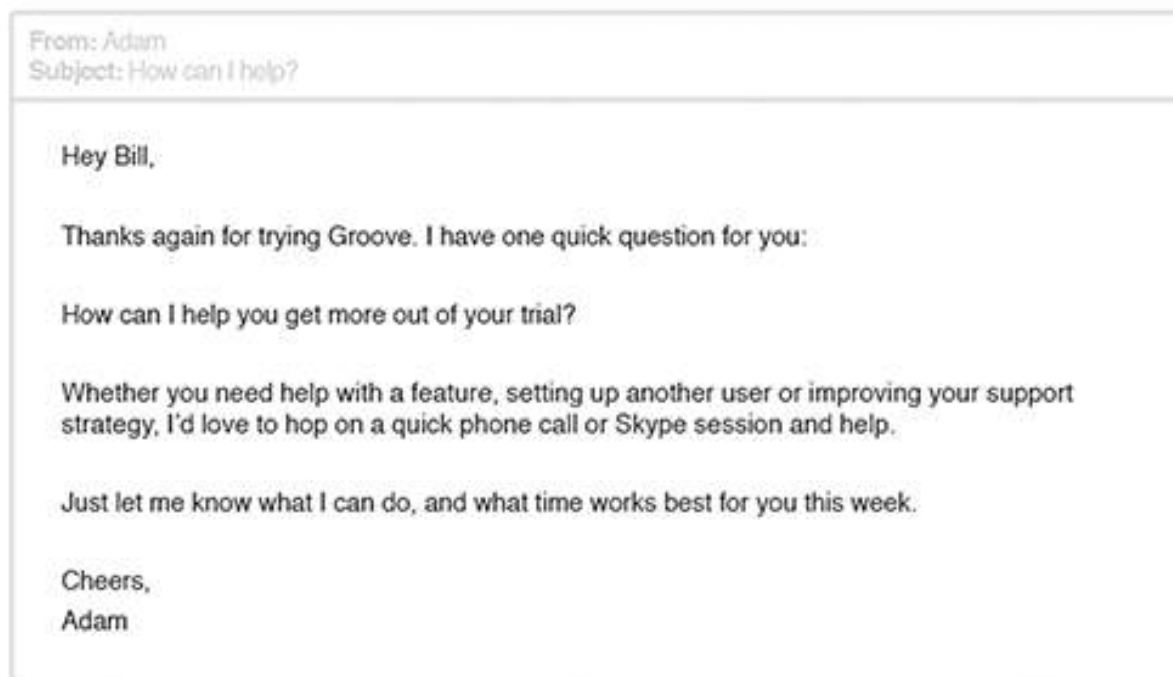 From: Adam
Subject: How can I help?
Hey Bill,
Thanks again for trying Groove. I have one quick question for you:
How can I help you get more out of your trial?
Whether you need help with a feature, setting up another user or improving your support
strategy, I'd love to hop on a quick phone call or Skype session and help.
Just let me know what I can do, and what time works best for you this week.
Cheers,
Adam